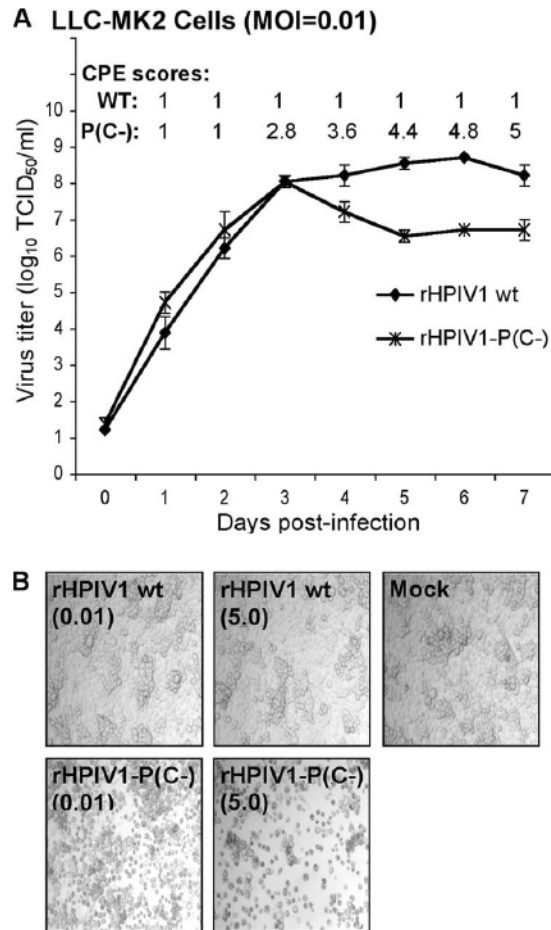 A LLC-MK2 Cells (MOI=0.01)
CPE scores:
WT: 1 1 1 1 1 1 1
P(C-): 1 1 2.8 3.6 4.4 4.8 5
10
9
8
7
6
5
4
3
2
1
0
Virus titer (log10 TCID50/ml)
rHPIV1 wt
rHPIV1-P(C-)
0 1 2 3 4 5 6 7
Days post-infection
B
rHPIV1 wt
(0.01)
rHPIV1 wt
(5.0)
Mock
rHPIV1-P(C-)
(0.01)
rHPIV1-P(C-)
(5.0)